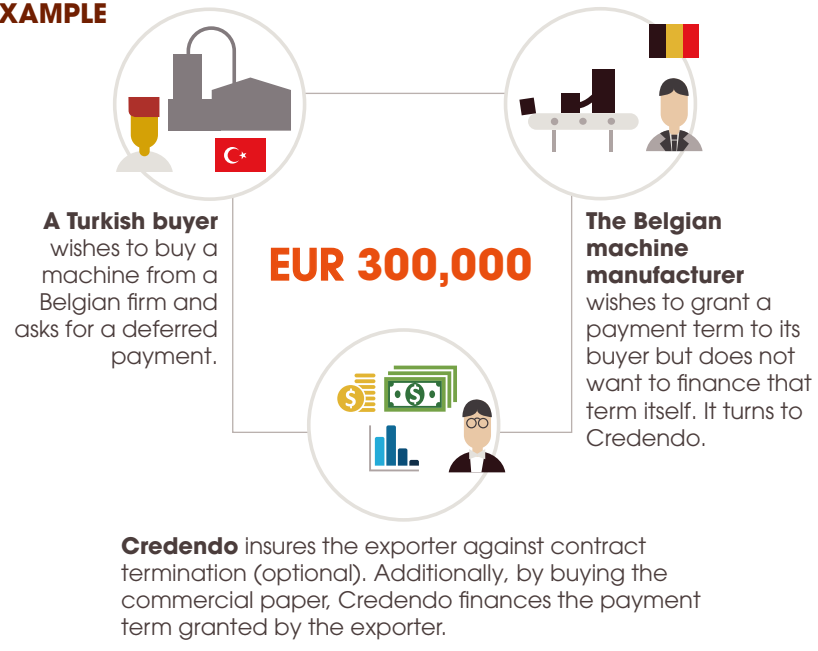 XAMPLE
A Turkish buyer
wishes to buy a
machine from a
Belgian firm and
asks for a deferred
payment.
EUR 300,000
The Belgian
machine
manufacturer
wishes to grant a
payment term to its
buyer but does not
want to finance that
term itself. It turns to
Credendo.
$
$
Credendo insures the exporter against contract
termination (optional). Additionally, by buying the
commercial paper, Credendo finances the payment
term granted by the exporter.